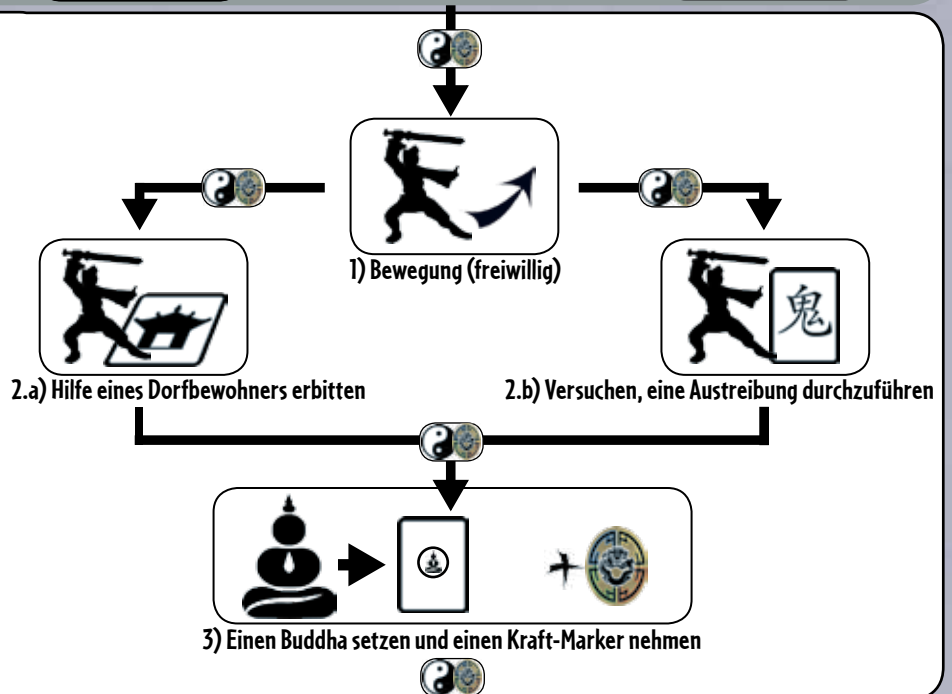 1) Bewegung (freiwillig)
鬼
2.a) Hilfe eines Dorfbewohners erbitten
2.b) Versuchen, eine Austreibung durchzuführen
3) Einen Buddha setzen und einen Kraft-Marker nehmen